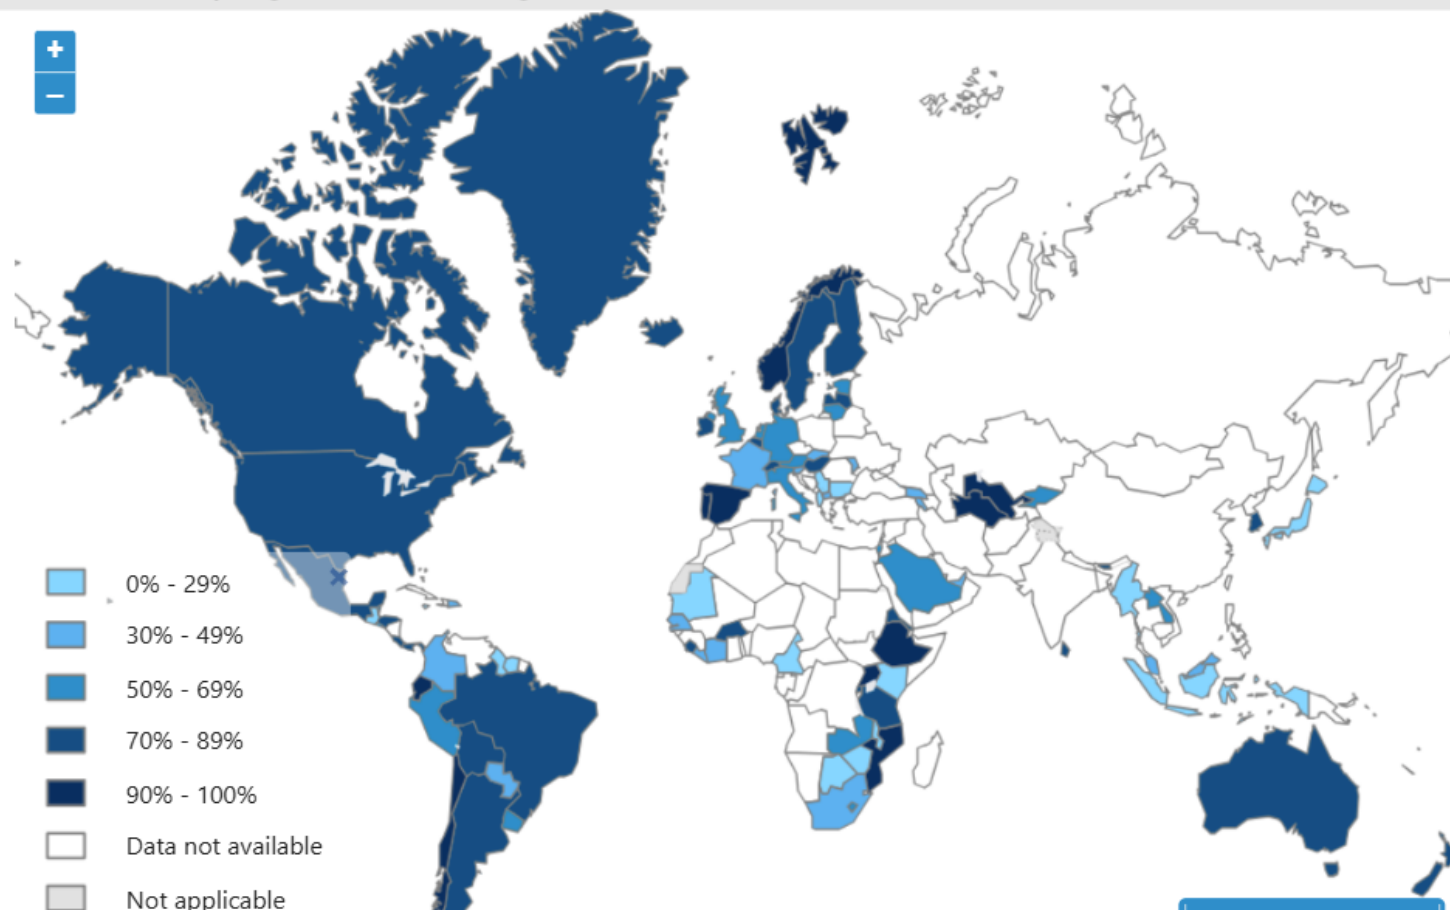 +
−
0% - 29%
30% - 49%
50% - 69%
70% - 89%
90% - 100%
Data not available
Not applicable